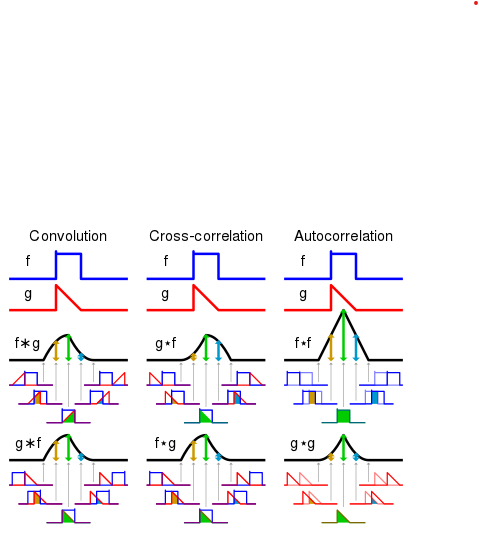 Convolution Cross-correlation Autocorrelation
f f f
g g g
f∗g g⋆f f⋆f
g∗f f⋆g g⋆g